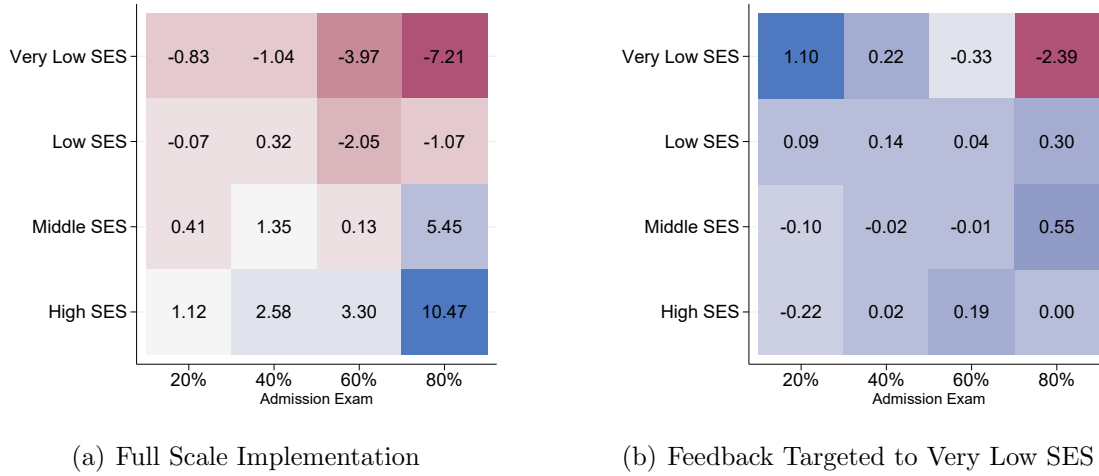 Very Low SES -0.83 -1.04 -3.97 -7.21
Low SES -0.07 0.32 -2.05 -1.07
Middle SES 0.41 1.35 0.13 5.45
High SES 1.12 2.58 3.30 10.47
20% 40% 60% 80%
Admission Exam
(a) Full Scale Implementation
Very Low SES 1.10 0.22 -0.33 -2.39
Low SES 0.09 0.14 0.04 0.30
Middle SES -0.10 -0.02 -0.01 0.55
High SES -0.22 0.02 0.19 0.00
20% 40% 60% 80%
Admission Exam
(b) Feedback Targeted to Very Low SES